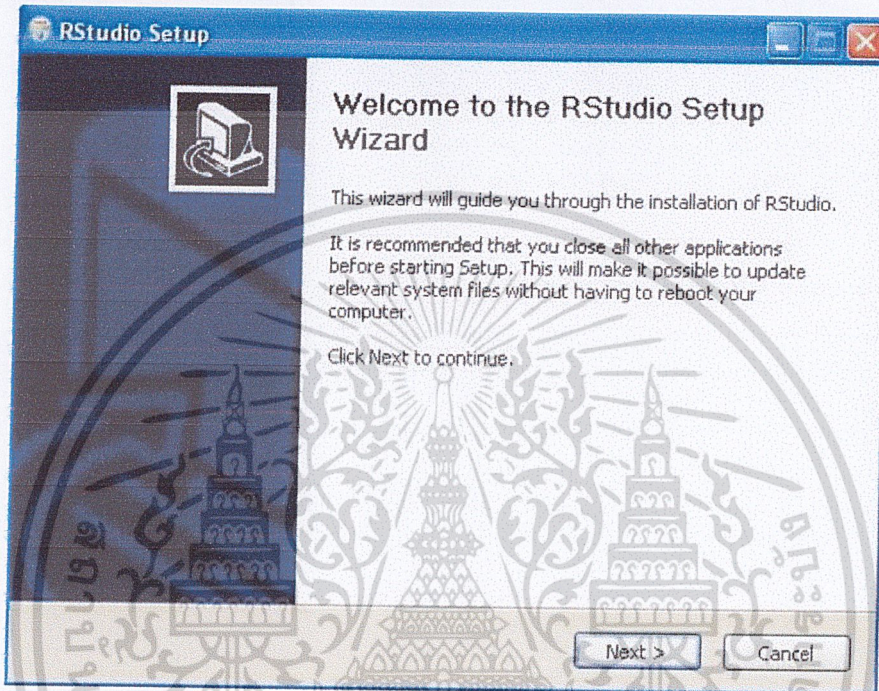 RStudio Setup
Welcome to the RStudio Setup
Wizard
This wizard will guide you through the installation of RStudio.
It is recommended that you close all other applications
before starting Setup. This will make it possible to update
relevant system files without having to reboot your
computer.
Click Next to continue.
Next >
Cancel